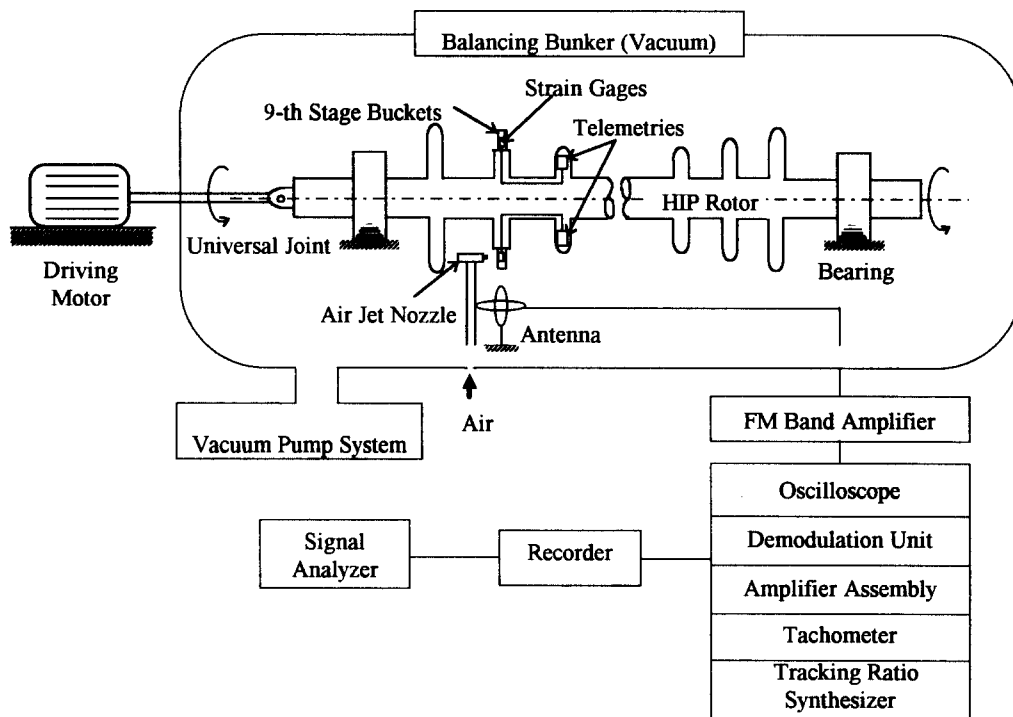 Balancing Bunker (Vacuum)
Strain Gages
9-th Stage Buckets
Telemetries
HIP Rotor
Universal Joint
Bearing
Driving
Motor
Air Jet Nozzle
Antenna
Air
Vacuum Pump System
FM Band Amplifier
Oscilloscope
Signal
Analyzer
Recorder
Demodulation Unit
Amplifier Assembly
Tachometer
Tracking Ratio
Synthesizer